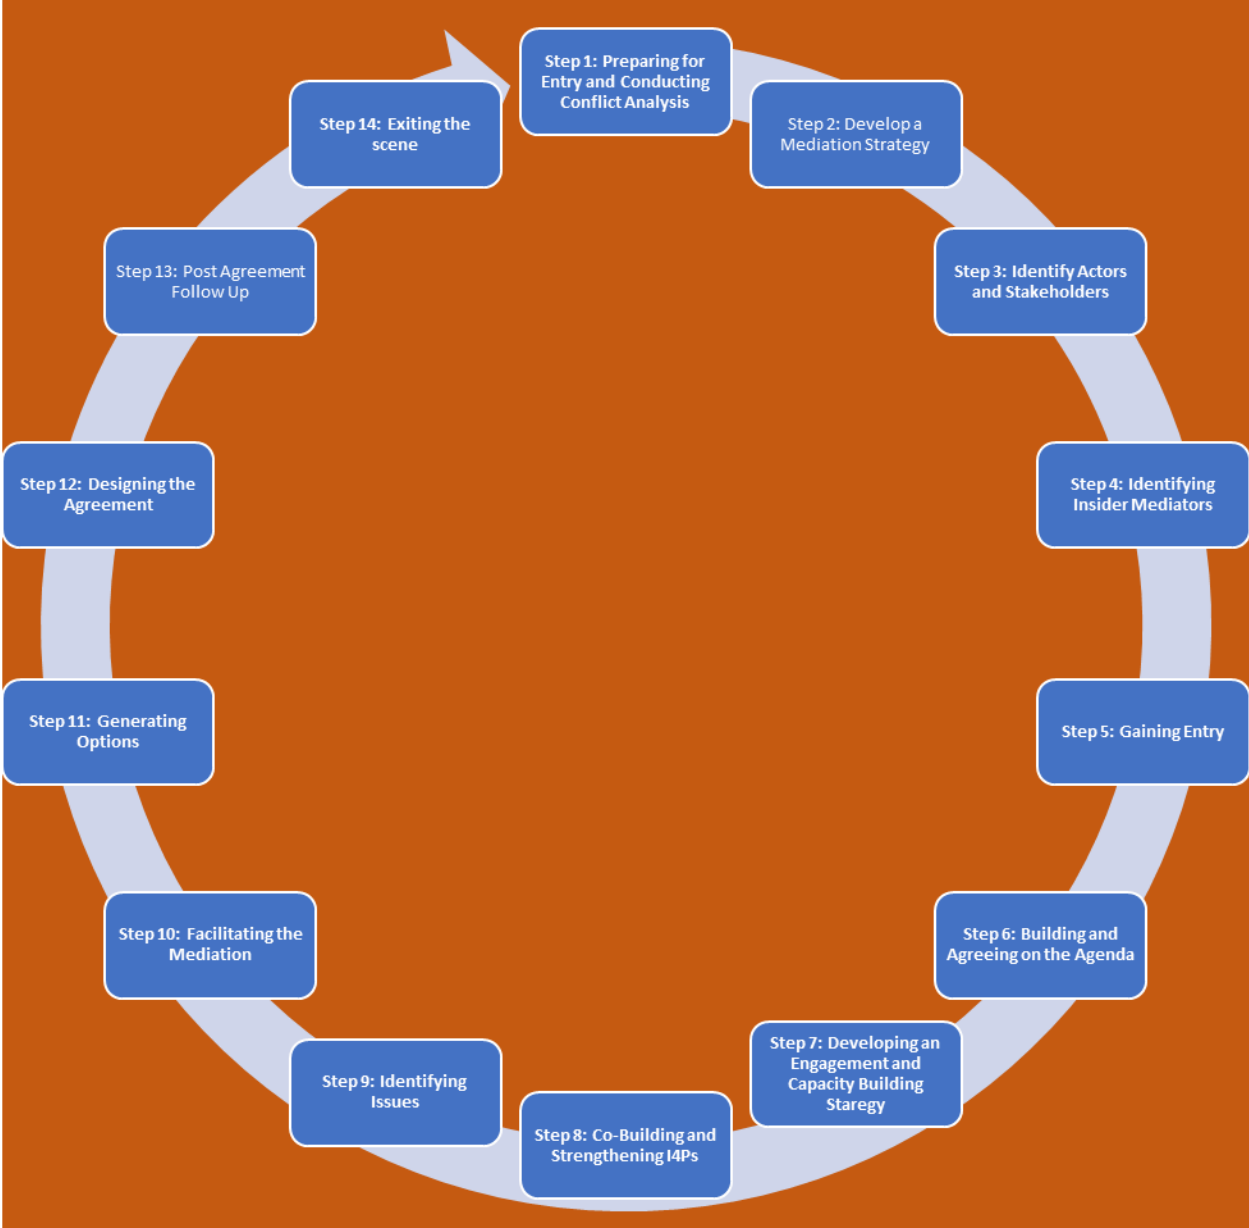 Step 1: Preparing for
Entry and Conducting
Conflict Analysis
Step 2: Develop a
Mediation Strategy
Step 3: Identify Actors
and Stakeholders
Step 4: Identifying
Insider Mediators
Step 5: Gaining Entry
Step 6: Building and
Agreeing on the Agenda
Step 7: Developing an
Engagement and
Capacity Building
Staregy
Step 8: Co-Building and
Strengthening I4Ps
Step 9: Identifying
Issues
Step 10: Facilitating the
Mediation
Step 11: Generating
Options
Step 12: Designing the
Agreement
Step 13: Post Agreement
Follow Up
Step 14: Exiting the
scene